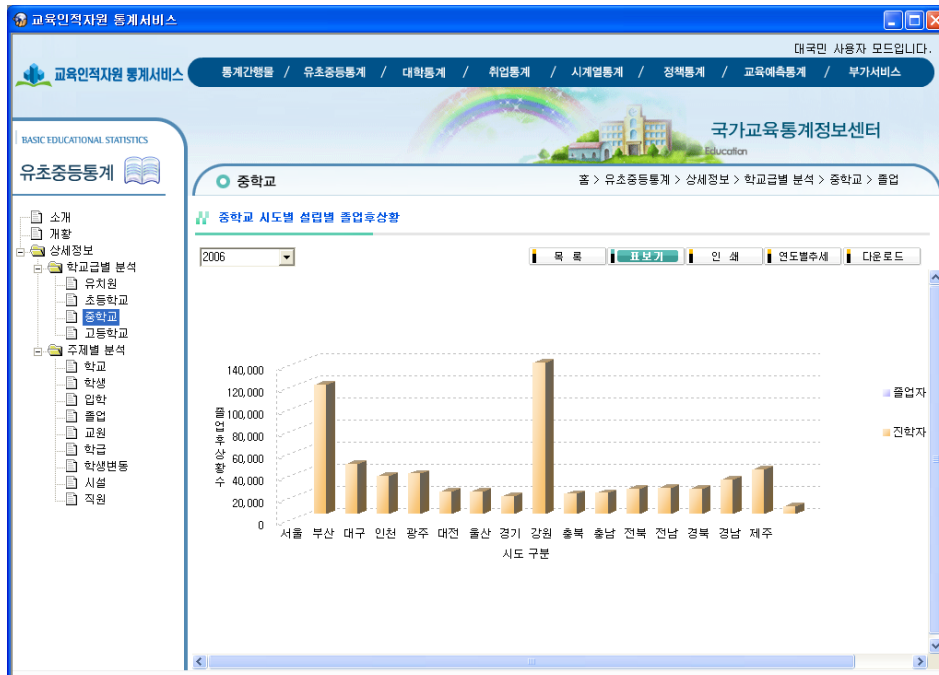 교육인적자원 통계서비스
대국민 사용자 모드입니다.
교육인적자원 통계서비스
통계간행물 / 유초중등통계 / 대학통계 / 취업통계 / 시계열통계 / 정책통계 / 교육예측통계 / 부가서비스
BASIC EDUCATIONAL STATISTICS
유초중등통계
국가교육통계정보센터
Education
중학교
홈 > 유초중등통계 > 상세정보 > 학교급별 분석 > 중학교 > 졸업
소개
개황
상세정보
학교급별 분석
유치원
초등학교
중학교
고등학교
주제별 분석
학교
학생
입학
졸업
교원
학급
학생변동
시설
직원
중학교 시도별 설립별 졸업후상황
2006
목 록 표보기 인 쇄 연도별추세 다운로드
졸업후상황수
140,000
120,000
100,000
80,000
60,000
40,000
20,000
0
서울 부산 대구 인천 광주 대전 울산 경기 강원 충북 충남 전북 전남 경북 경남 제주
시도 구분
졸업자
진학자